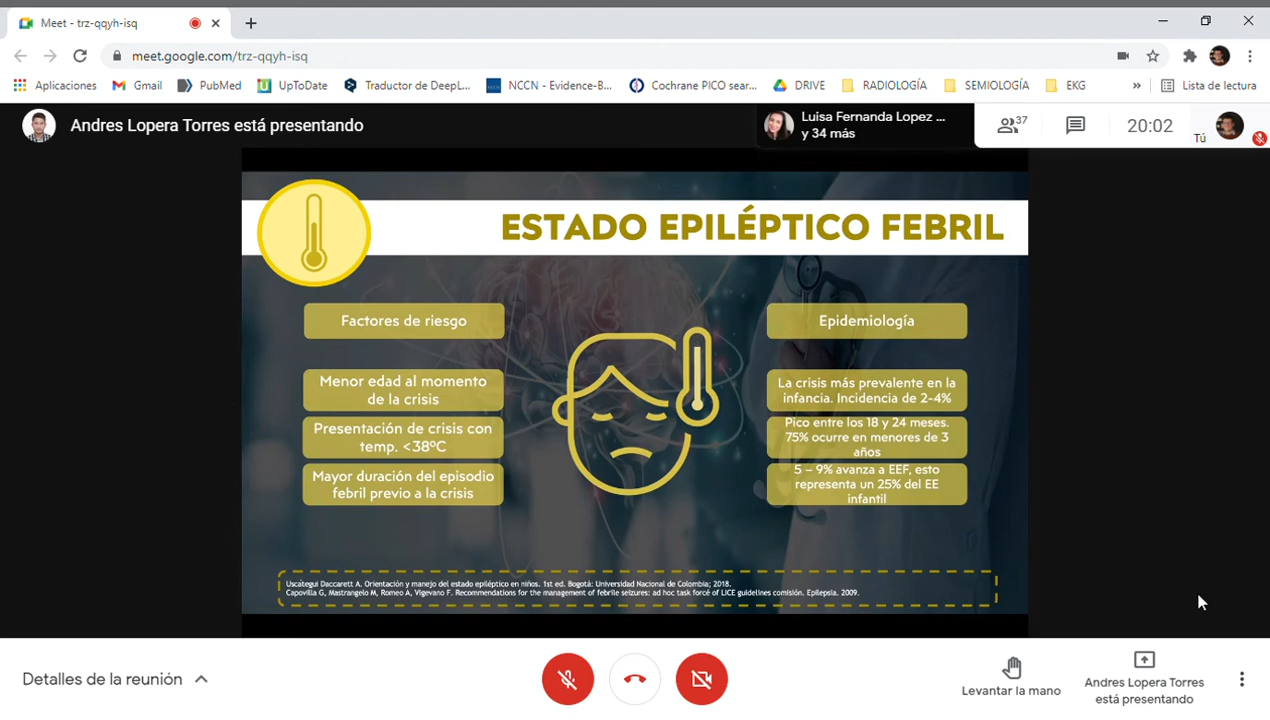 Meet - trz-qqyh-isq
meet.google.com/trz-qqyh-isq
Aplicaciones
Gmail
PubMed
UpToDate
Traductor de DeepL...
NCCN - Evidence-B...
Cochrane PICO sear...
DRIVE
RADIOLOGÍA
SEMIOLOGÍA
EKG
»
Lista de lectura
Andres Lopera Torres está presentando
Luisa Fernanda Lopez ...
y 34 más
37
20:02
Tú
ESTADO EPILÉPTICO FEBRIL
Factores de riesgo
Menor edad al momento
de la crisis
Presentación de crisis con
temp. <38ºC
Mayor duración del episodio
febril previo a la crisis
Epidemiología
La crisis más prevalente en la
infancia. Incidencia de 2-4%
Pico entre los 18 y 24 meses.
75% ocurre en menores de 3
años
5 – 9% avanza a EEF, esto
representa un 25% del EE
infantil
Uscátegui Daccarett A. Orientación y manejo del estado epiléptico en niños. 1st ed. Bogotá: Universidad Nacional de Colombia; 2018.
Capovilla G, Mastrangelo M, Romeo A, Vigevano F. Recommendations for the management of febrile seizures: ad hoc task force of LICE guidelines comisión. Epilepsia. 2009.
Detalles de la reunión
Levantar la mano
Andres Lopera Torres
está presentando